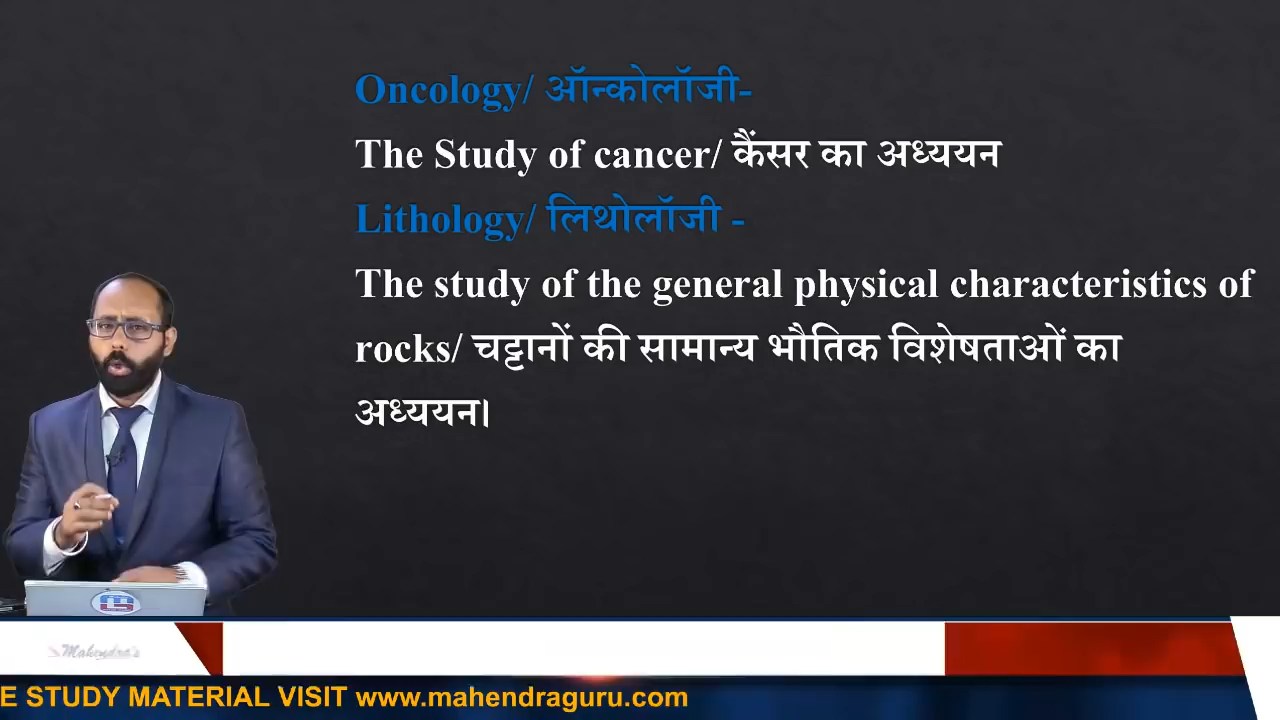 Oncology/ ऑन्कोलॉजी-
The Study of cancer/ कैंसर का अध्ययन
Lithology/ लिथोलॉजी -
The study of the general physical characteristics of
rocks/ चट्टानों की सामान्य भौतिक विशेषताओं का
अध्ययन।
Mahendra's
E STUDY MATERIAL VISIT www.mahendraguru.com